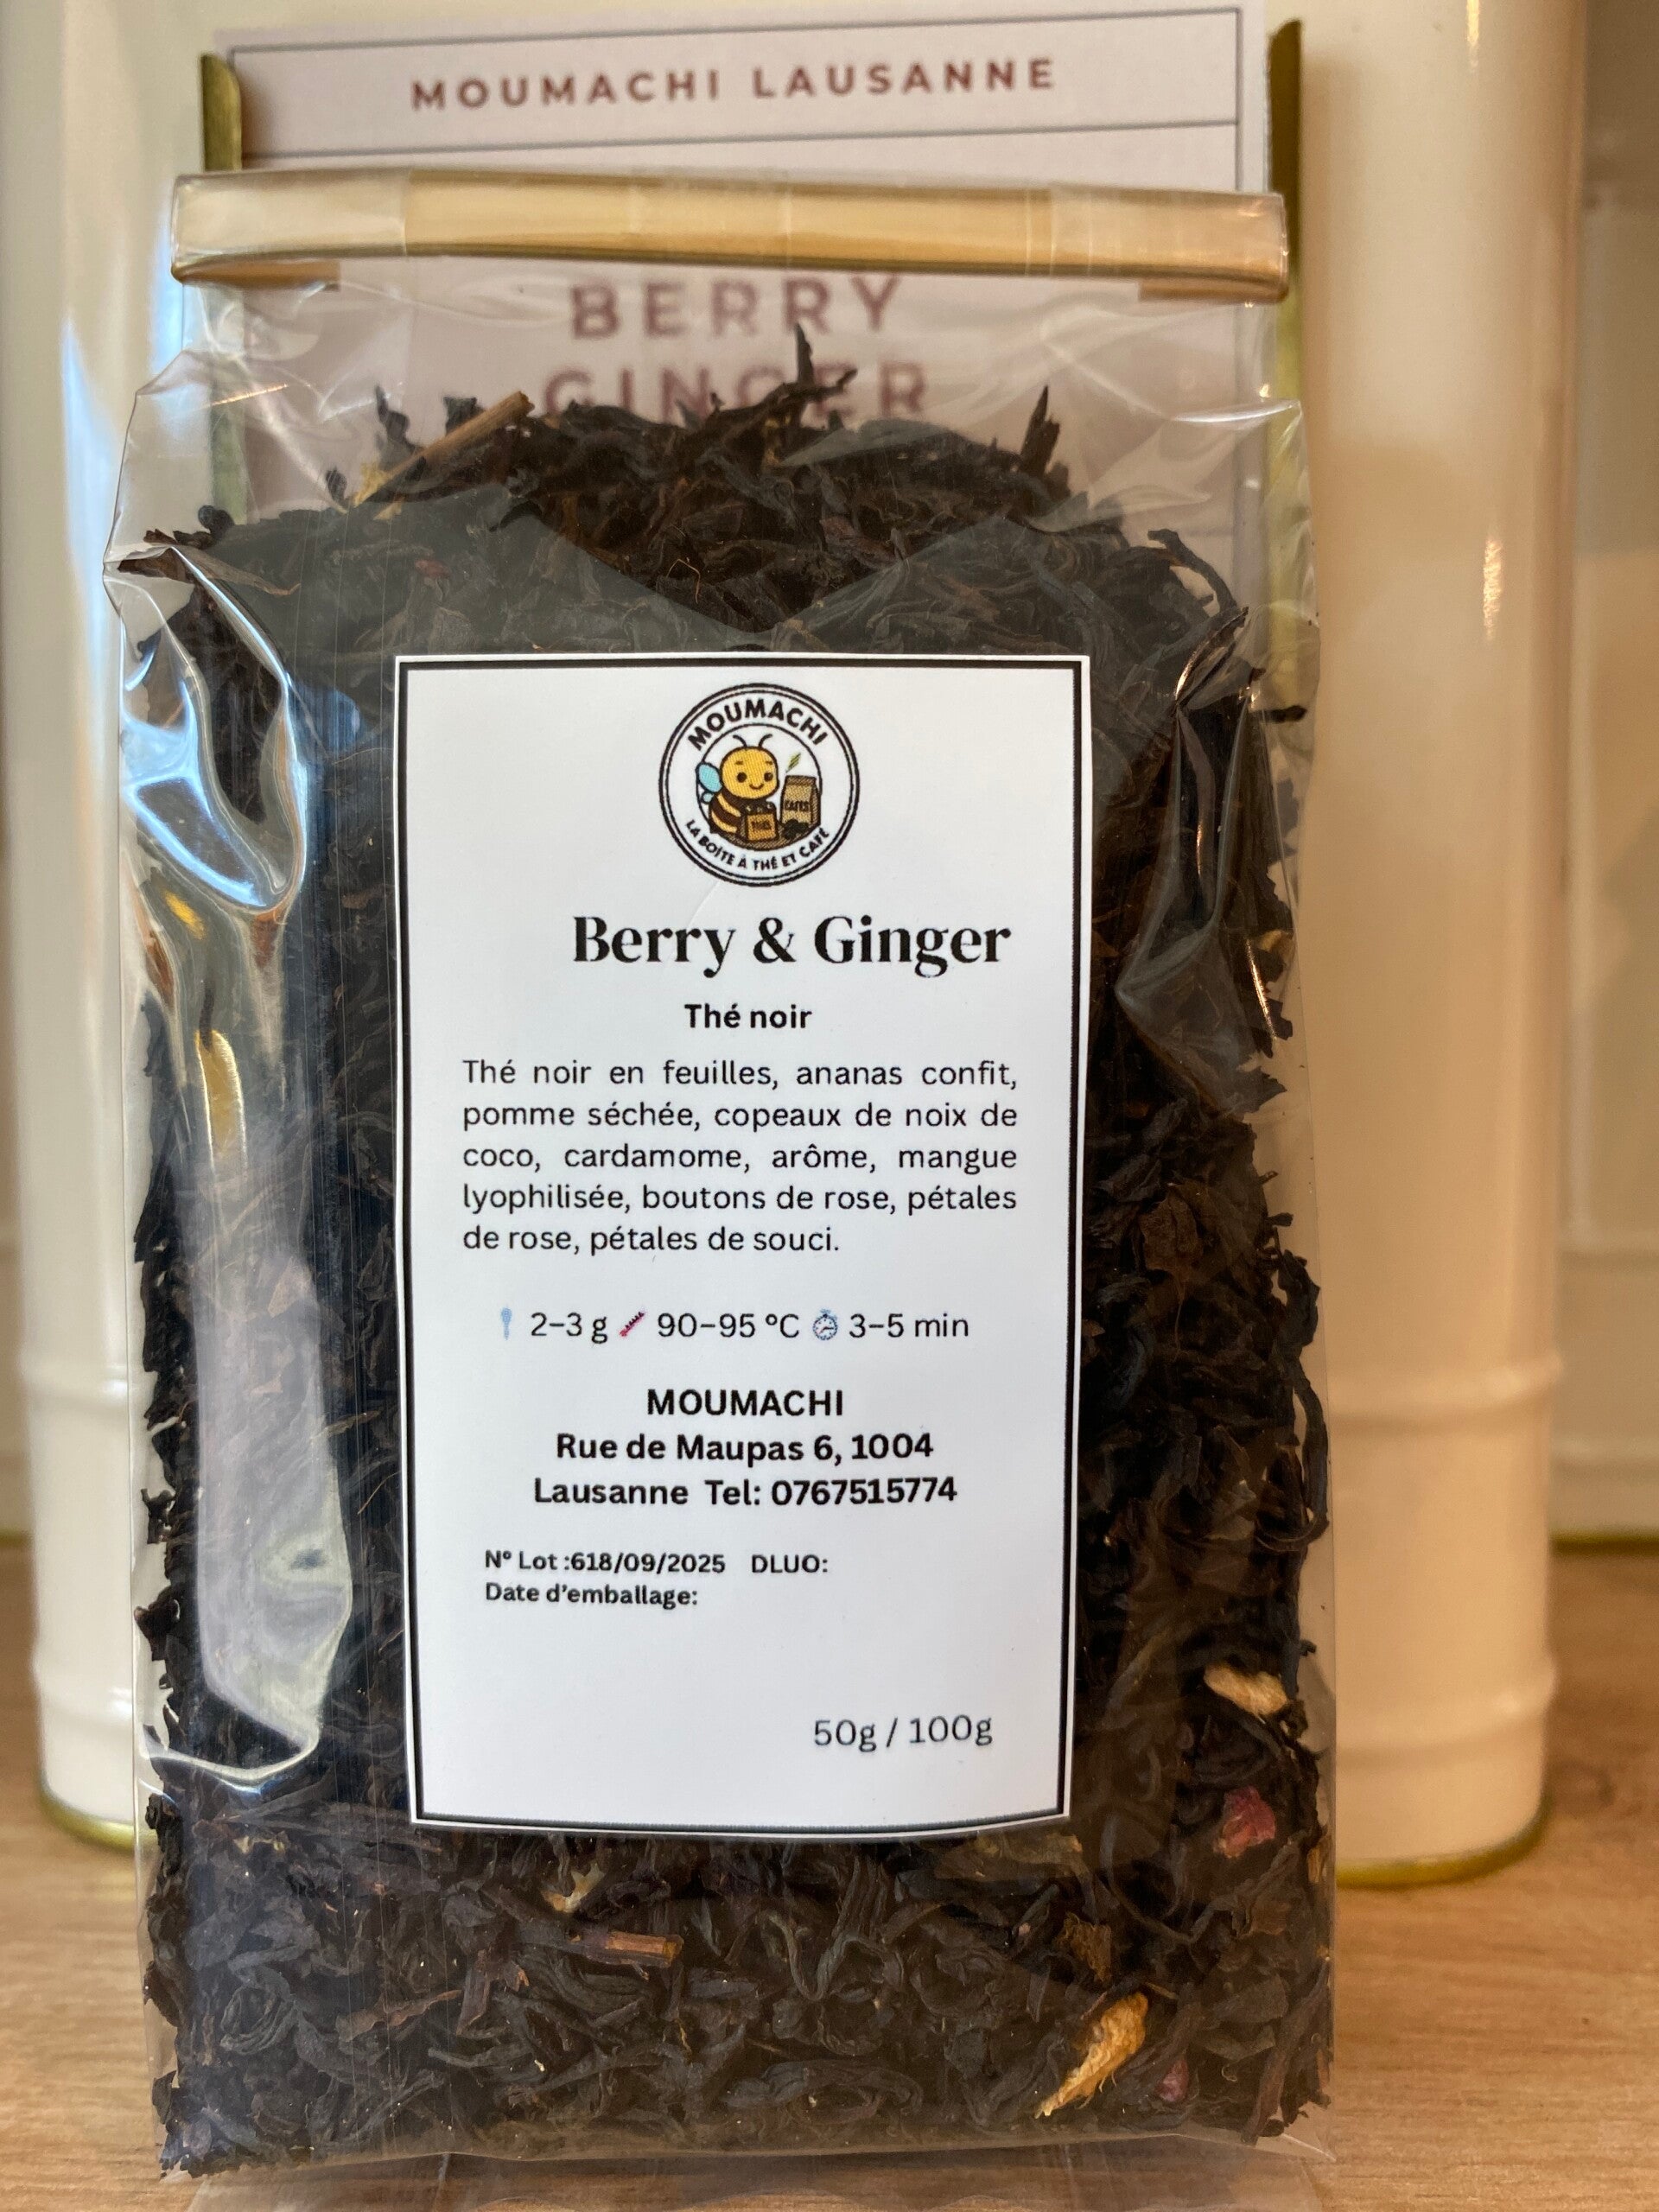 MOUMACHI LAUSANNE
BERRY
GINGER
MOUMACHI
CAFES
THES
LA BOÎTE À THÉ ET CAFÉ
Berry & Ginger
Thé noir
Thé noir en feuilles, ananas confit,
pomme séchée, copeaux de noix de
coco, cardamome, arôme, mangue
lyophilisée, boutons de rose, pétales
de rose, pétales de souci.
2-3 g 90-95 °C 3-5 min
MOUMACHI
Rue de Maupas 6, 1004
Lausanne Tel: 0767515774
N° Lot :618/09/2025 DLUO:
Date d'emballage:
50g / 100g